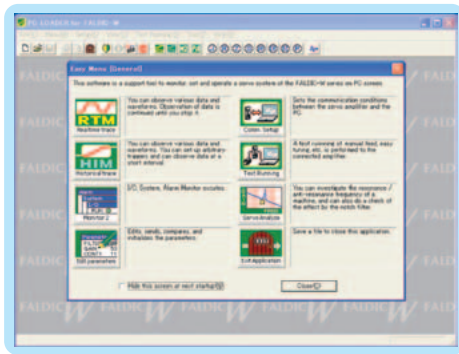 PC LOADER for FALDIC-W
Easy Menu [General]
This software is a support tool to monitor, set and operate a servo system of the FALDIC-W series on PC screen.
RTM
Realtime trace
You can observe various data and
waveforms. Observation of data is
continued until you stop it.
Comm. Setup
Sets the communication conditions
between the servo amplifier and the
PC.
HTM
Historical trace
You can observe various data and
waveforms. You can set up arbitrary
triggers and can observe data at a
short interval.
Test Running
A test running of manual feed, easy
tuning, etc. is performed to the
connected amplifier.
Monitor 2
I/O, System, Alarm Monitor executes.
Servo Analyze
You can investigate the resonance /
anti-resonance frequency of a
machine, and can also do a check of
the effect by the notch filter.
Edit parameters
Edits, sends, compares, and
initializes the parameters.
Exit Application
Save a file to close this application.
Hide this screen at next startup
Close
FALDIC W FALDIC W FALDIC W FALDIC W FALD